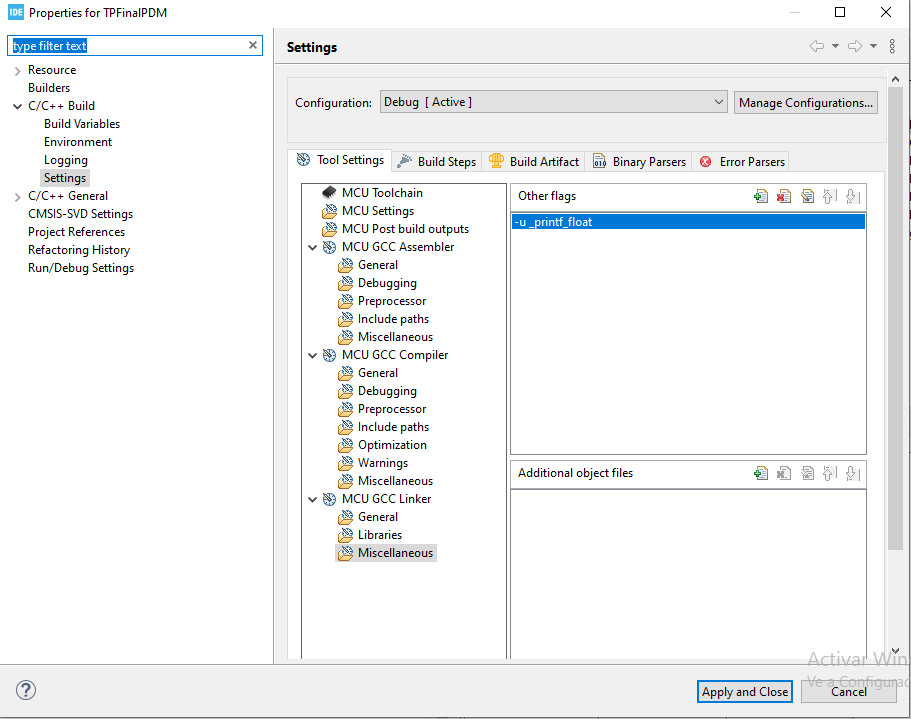 IDE Properties for TPFinalPDM
type filter text
Settings
Resource
Builders
C/C++ Build
Build Variables
Environment
Logging
Settings
C/C++ General
CMSIS-SVD Settings
Project References
Refactoring History
Run/Debug Settings
Configuration: Debug [ Active ] Manage Configurations...
Tool Settings Build Steps Build Artifact Binary Parsers Error Parsers
MCU Toolchain
MCU Settings
MCU Post build outputs
MCU GCC Assembler
General
Debugging
Preprocessor
Include paths
Miscellaneous
MCU GCC Compiler
General
Debugging
Preprocessor
Include paths
Optimization
Warnings
Miscellaneous
MCU GCC Linker
General
Libraries
Miscellaneous
Other flags
-u _printf_float
Additional object files
Activar Win
Ve a Configurac
Apply and Close Cancel